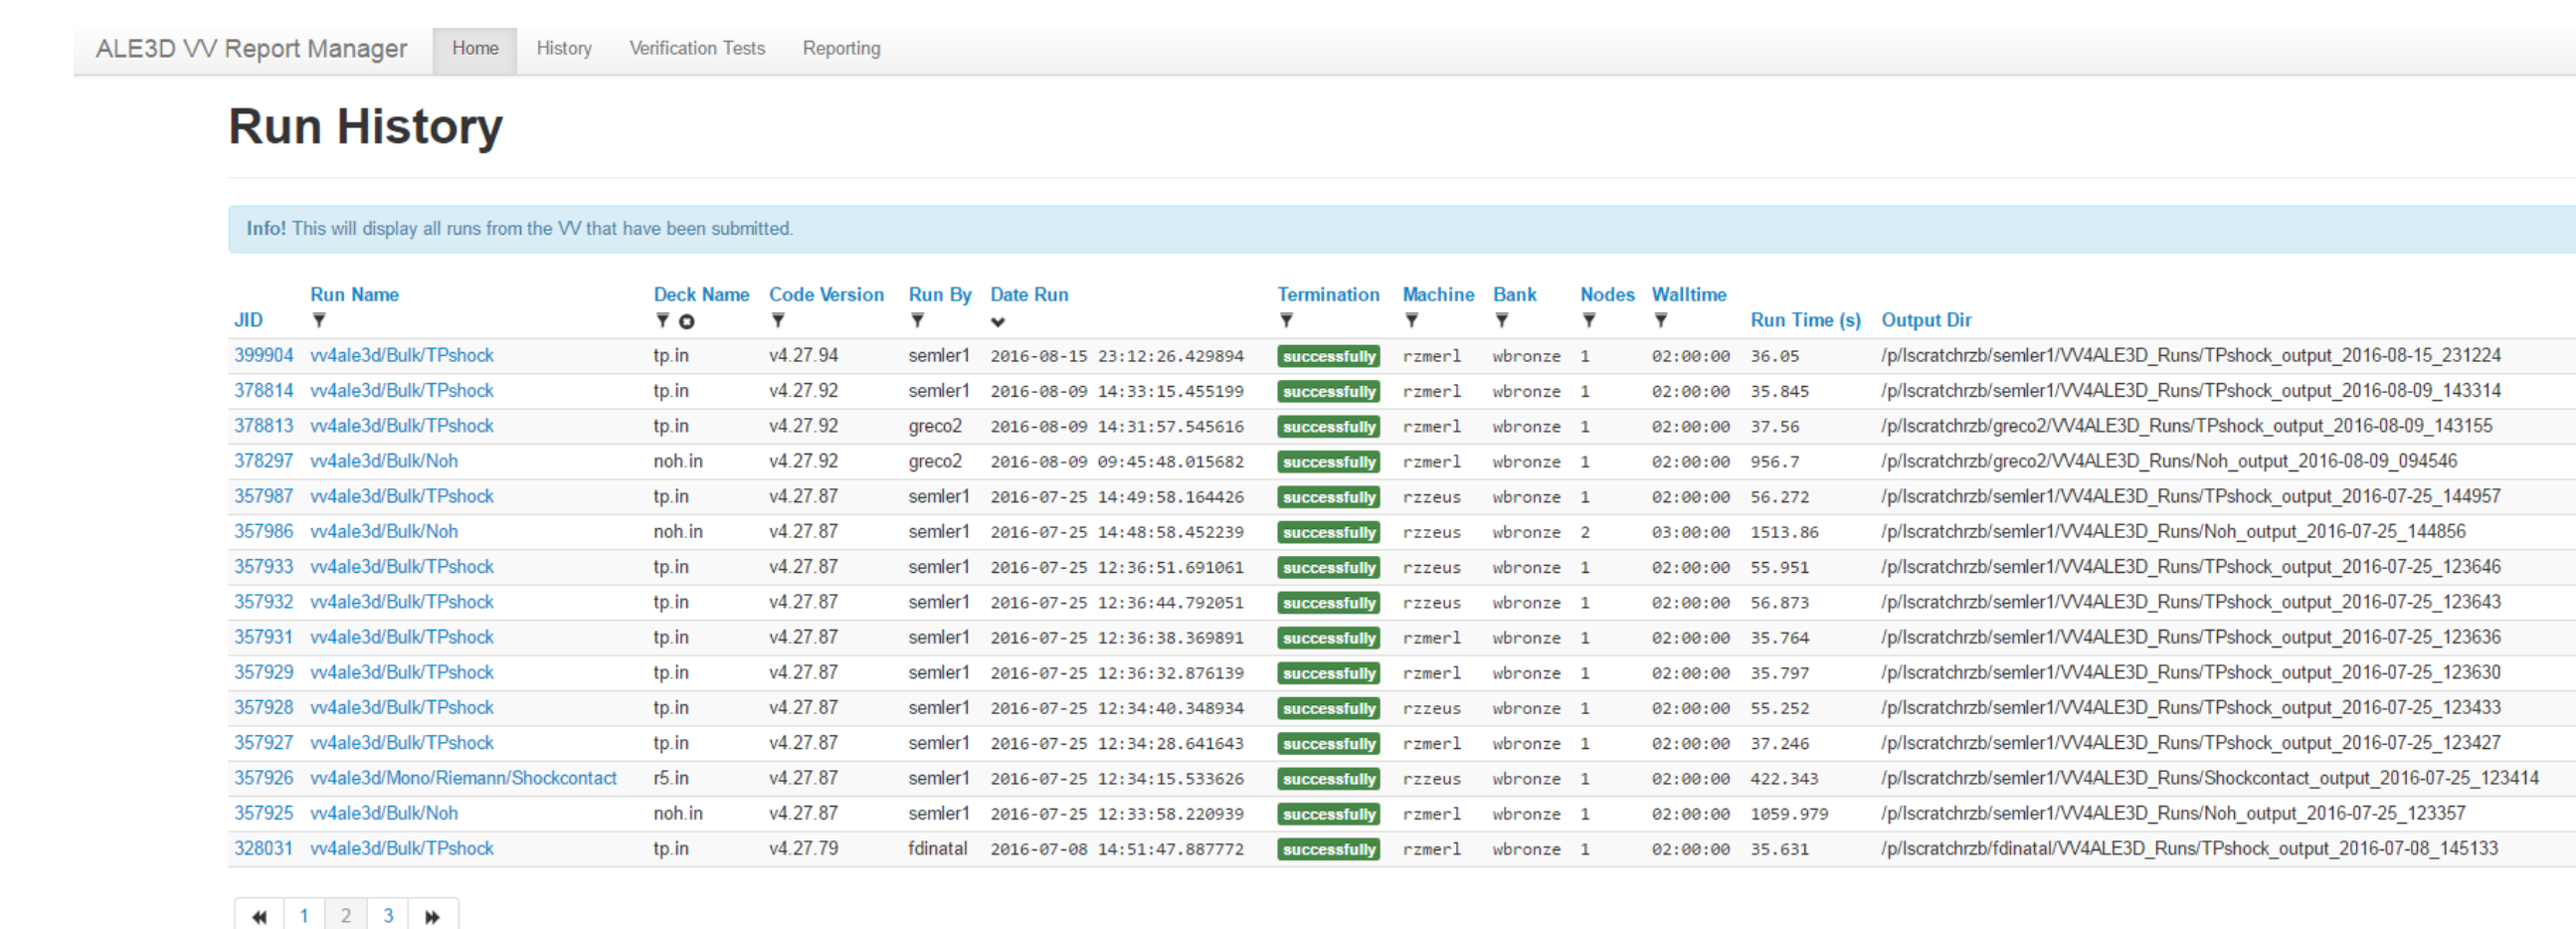 ALE3D VV Report Manager Home History Verification Tests Reporting
Run History
Info! This will display all runs from the VV that have been submitted.
JID Run Name Deck Name Code Version Run By Date Run Termination Machine Bank Nodes Walltime Run Time (s) Output Dir
399904 vv4ale3d/Bulk/TPshock tp.in v4.27.94 semler1 2016-08-15 23:12:26.429894 successfully rzmerl wbronze 1 02:00:00 36.05 /p/lscratchrzb/semler1/VV4ALE3D_Runs/TPshock_output_2016-08-15_231224
378814 vv4ale3d/Bulk/TPshock tp.in v4.27.92 semler1 2016-08-09 14:33:15.455199 successfully rzmerl wbronze 1 02:00:00 35.845 /p/lscratchrzb/semler1/VV4ALE3D_Runs/TPshock_output_2016-08-09_143314
378813 vv4ale3d/Bulk/TPshock tp.in v4.27.92 greco2 2016-08-09 14:31:57.545616 successfully rzmerl wbronze 1 02:00:00 37.56 /p/lscratchrzb/greco2/VV4ALE3D_Runs/TPshock_output_2016-08-09_143155
378297 vv4ale3d/Bulk/Noh noh.in v4.27.92 greco2 2016-08-09 09:45:48.015682 successfully rzmerl wbronze 1 02:00:00 956.7 /p/lscratchrzb/greco2/VV4ALE3D_Runs/Noh_output_2016-08-09_094546
357987 vv4ale3d/Bulk/TPshock tp.in v4.27.87 semler1 2016-07-25 14:49:58.164426 successfully rzzeus wbronze 1 02:00:00 56.272 /p/lscratchrzb/semler1/VV4ALE3D_Runs/TPshock_output_2016-07-25_144957
357986 vv4ale3d/Bulk/Noh noh.in v4.27.87 semler1 2016-07-25 14:48:58.452239 successfully rzzeus wbronze 2 03:00:00 1513.86 /p/lscratchrzb/semler1/VV4ALE3D_Runs/Noh_output_2016-07-25_144856
357933 vv4ale3d/Bulk/TPshock tp.in v4.27.87 semler1 2016-07-25 12:36:51.691061 successfully rzzeus wbronze 1 02:00:00 55.951 /p/lscratchrzb/semler1/VV4ALE3D_Runs/TPshock_output_2016-07-25_123646
357932 vv4ale3d/Bulk/TPshock tp.in v4.27.87 semler1 2016-07-25 12:36:44.792051 successfully rzzeus wbronze 1 02:00:00 56.873 /p/lscratchrzb/semler1/VV4ALE3D_Runs/TPshock_output_2016-07-25_123643
357931 vv4ale3d/Bulk/TPshock tp.in v4.27.87 semler1 2016-07-25 12:36:38.369891 successfully rzmerl wbronze 1 02:00:00 35.764 /p/lscratchrzb/semler1/VV4ALE3D_Runs/TPshock_output_2016-07-25_123636
357929 vv4ale3d/Bulk/TPshock tp.in v4.27.87 semler1 2016-07-25 12:36:32.876139 successfully rzmerl wbronze 1 02:00:00 35.797 /p/lscratchrzb/semler1/VV4ALE3D_Runs/TPshock_output_2016-07-25_123630
357928 vv4ale3d/Bulk/TPshock tp.in v4.27.87 semler1 2016-07-25 12:34:40.348934 successfully rzzeus wbronze 1 02:00:00 55.252 /p/lscratchrzb/semler1/VV4ALE3D_Runs/TPshock_output_2016-07-25_123433
357927 vv4ale3d/Bulk/TPshock tp.in v4.27.87 semler1 2016-07-25 12:34:28.641643 successfully rzmerl wbronze 1 02:00:00 37.246 /p/lscratchrzb/semler1/VV4ALE3D_Runs/TPshock_output_2016-07-25_123427
357926 vv4ale3d/Mono/Riemann/Shockcontact r5.in v4.27.87 semler1 2016-07-25 12:34:15.533626 successfully rzzeus wbronze 1 02:00:00 422.343 /p/lscratchrzb/semler1/VV4ALE3D_Runs/Shockcontact_output_2016-07-25_123414
357925 vv4ale3d/Bulk/Noh noh.in v4.27.87 semler1 2016-07-25 12:33:58.220939 successfully rzmerl wbronze 1 02:00:00 1059.979 /p/lscratchrzb/semler1/VV4ALE3D_Runs/Noh_output_2016-07-25_123357
328031 vv4ale3d/Bulk/TPshock tp.in v4.27.79 fdinatal 2016-07-08 14:51:47.887772 successfully rzmerl wbronze 1 02:00:00 35.631 /p/lscratchrzb/fdinatal/VV4ALE3D_Runs/TPshock_output_2016-07-08_145133
1 2 3